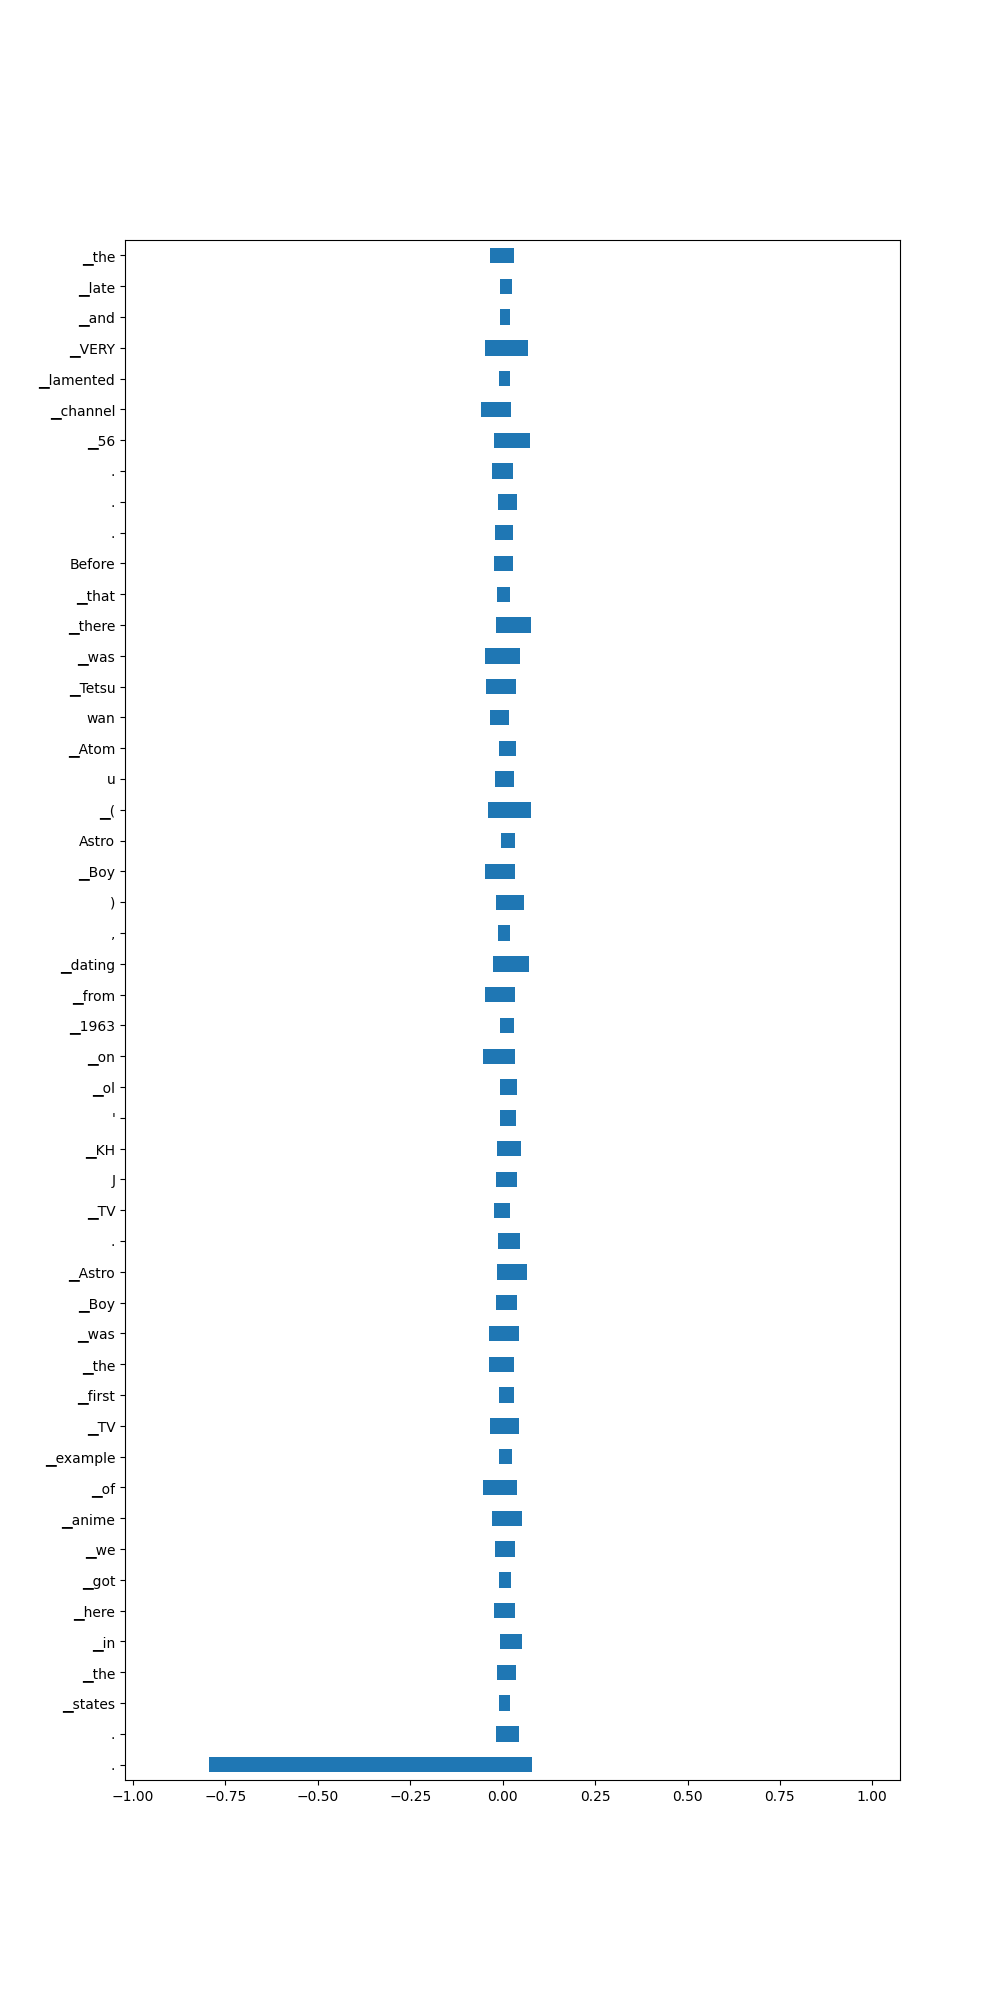 _the
_late
_and
_VERY
_lamented
_channel
_56
.
.
.
Before
_that
_there
_was
_Tetsu
wan
_Atom
u
_(
Astro
_Boy
)
,
_dating
_from
_1963
_on
_ol
'
_KH
J
_TV
.
_Astro
_Boy
_was
_the
_first
_TV
_example
_of
_anime
_we
_got
_here
_in
_the
_states
.
.
−1.00 −0.75 −0.50 −0.25 0.00 0.25 0.50 0.75 1.00